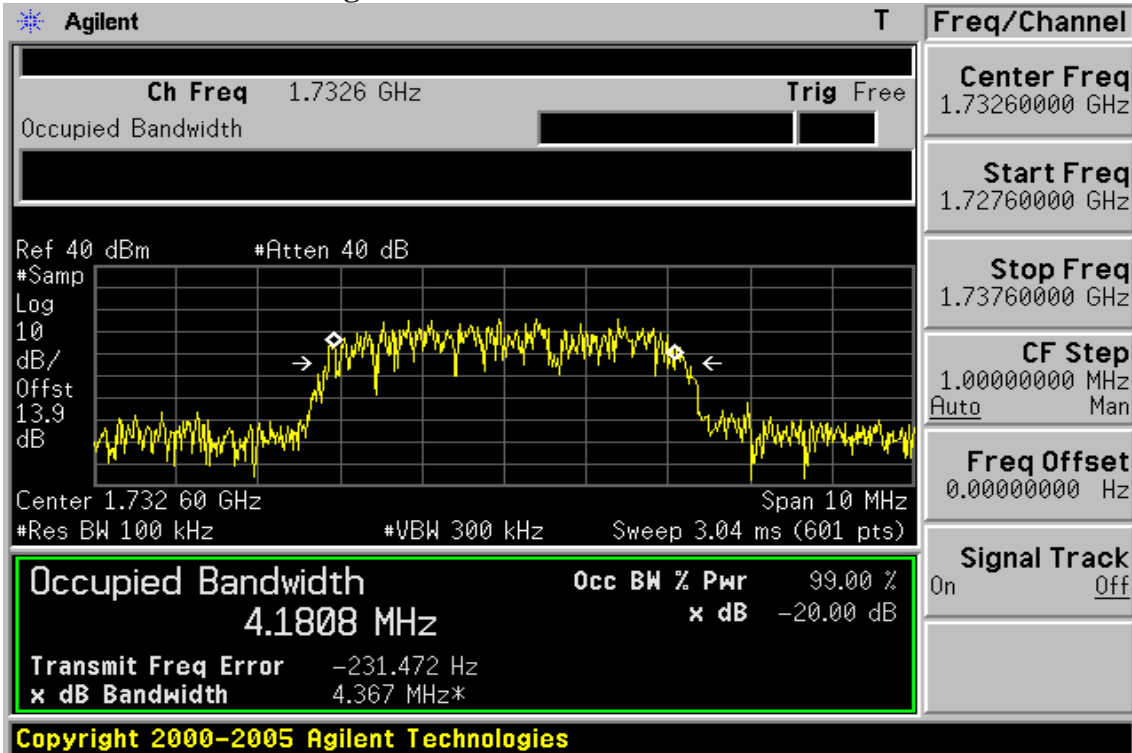 Agilent T Freq/Channel
Ch Freq 1.7326 GHz Trig Free
Occupied Bandwidth
Center Freq
1.73260000 GHz
Start Freq
1.72760000 GHz
Stop Freq
1.73760000 GHz
CF Step
1.00000000 MHz
Auto Man
Freq Offset
0.00000000 Hz
Signal Track
On Off
Ref 40 dBm #Atten 40 dB
#Samp
Log
10
dB/
Offst
13.9
dB
Center 1.732 60 GHz Span 10 MHz
#Res BW 100 kHz #VBW 300 kHz Sweep 3.04 ms (601 pts)
Occupied Bandwidth Occ BW % Pwr 99.00 %
4.1808 MHz x dB -20.00 dB
Transmit Freq Error -231.472 Hz
x dB Bandwidth 4.367 MHz*
Copyright 2000-2005 Agilent Technologies